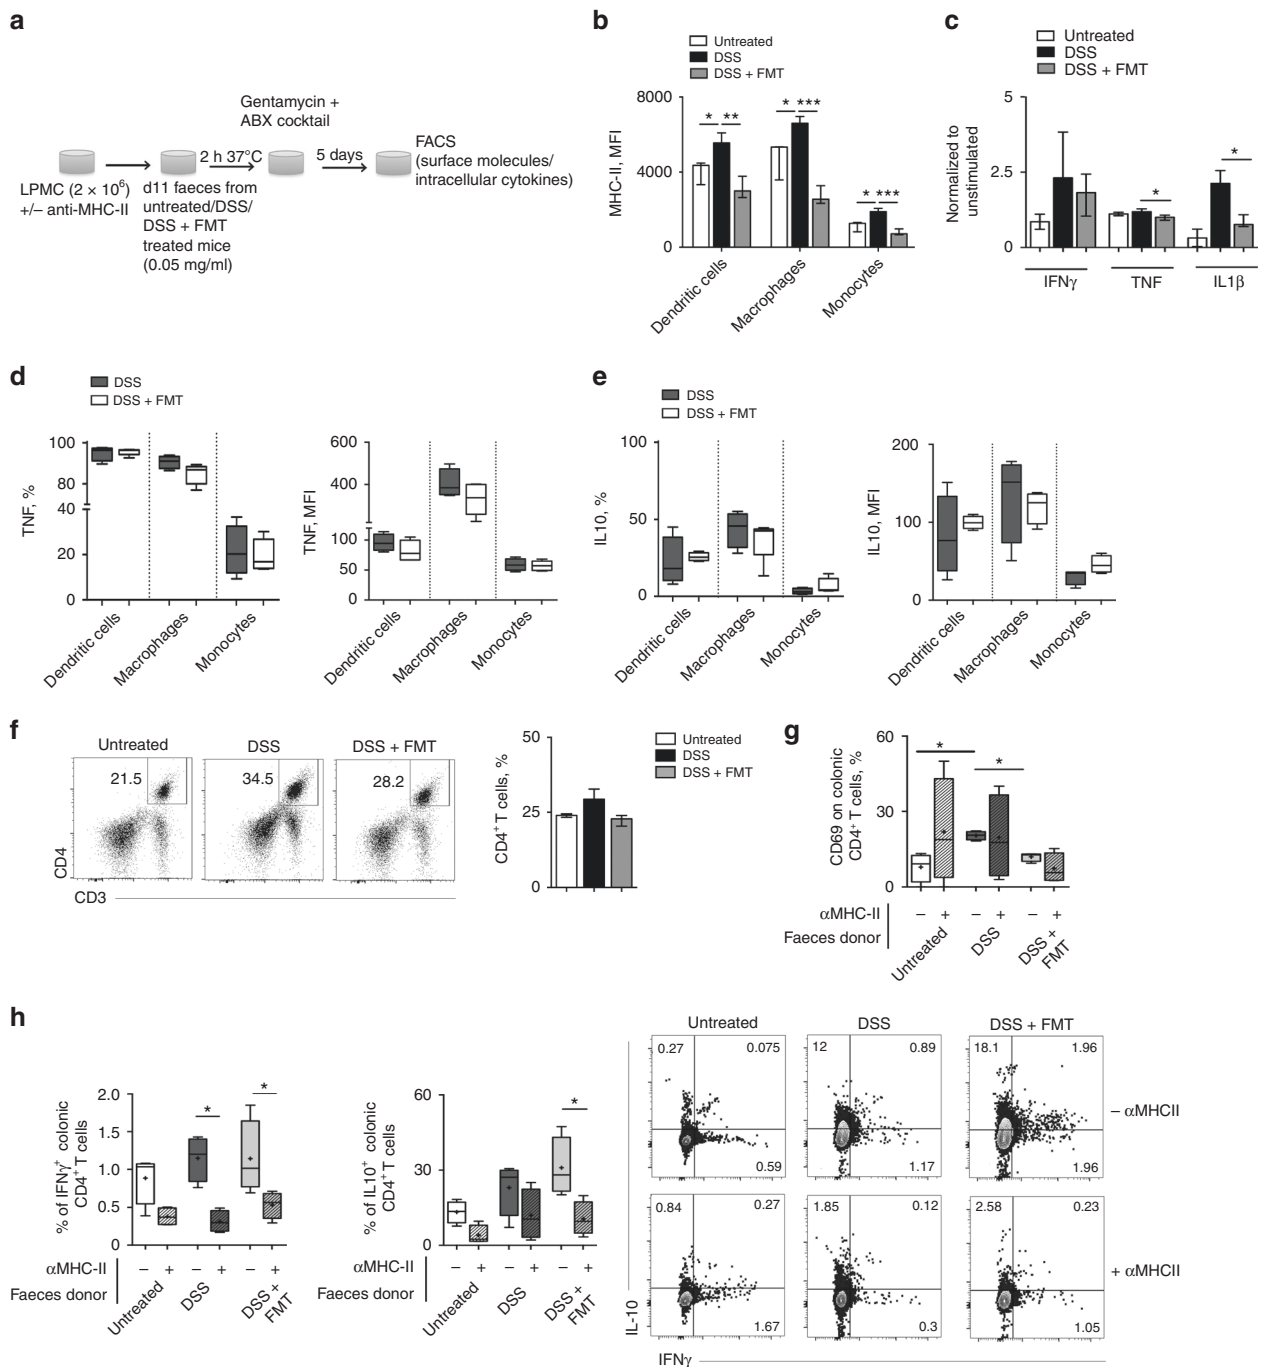 a
Gentamycin +
ABX cocktail
2 h 37°C
5 days
FACS
(surface molecules/
intracellular cytokines)
LPMC (2 × 10⁶)
+/– anti-MHC-II
d11 faeces from
untreated/DSS/
DSS + FMT
treated mice
(0.05 mg/ml)
b
Untreated
DSS
DSS + FMT
MHC-II, MFI
8000
4000
0
* ** * *** * ***
Dendritic cells
Macrophages
Monocytes
c
Untreated
DSS
DSS + FMT
Normalized to
unstimulated
5
2.5
0
* *
IFNγ TNF IL1β
d
DSS
DSS + FMT
TNF, %
100
80
40
20
0
Dendritic cells
Macrophages
Monocytes
TNF, MFI
600
400
100
50
0
Dendritic cells
Macrophages
Monocytes
e
DSS
DSS + FMT
IL10, %
100
50
0
Dendritic cells
Macrophages
Monocytes
IL10, MFI
200
100
0
Dendritic cells
Macrophages
Monocytes
f
Untreated DSS DSS + FMT
21.5 34.5 28.2
CD4
CD3
CD4⁺ T cells, %
50
25
0
Untreated
DSS
DSS + FMT
g
CD69 on colonic
CD4⁺ T cells, %
60
30
0
* *
αMHC-II – + – + – +
Faeces donor
Untreated
DSS
DSS +
FMT
h
% of IFNγ⁺ colonic
CD4⁺T cells
2.0
1.5
1.0
0.5
0
* *
αMHC-II – + – + – +
Faeces donor
Untreated
DSS
DSS +
FMT
% of IL10⁺ colonic
CD4⁺T cells
60
30
0
*
αMHC-II – + – + – +
Faeces donor
Untreated
DSS
DSS +
FMT
Untreated DSS DSS + FMT
0.27 0.075 12 0.89 18.1 1.96
– αMHCII
0.59 1.17 1.96
0.84 0.27 1.85 0.12 2.58 0.23
+ αMHCII
1.67 0.3 1.05
IL-10
IFNγ